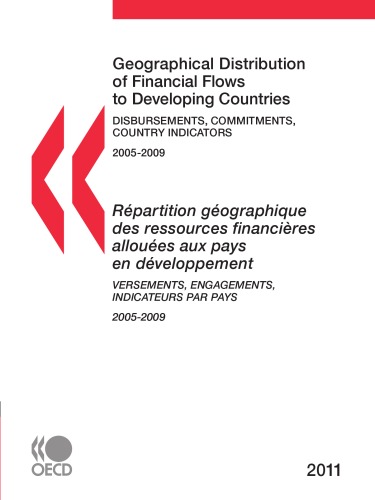 Geographical Distribution
of Financial Flows
to Developing Countries
DISBURSEMENTS, COMMITMENTS,
COUNTRY INDICATORS
2005-2009
Répartition géographique
des ressources financières
allouées aux pays
en développement
VERSEMENTS, ENGAGEMENTS,
INDICATEURS PAR PAYS
2005-2009
OECD
2011